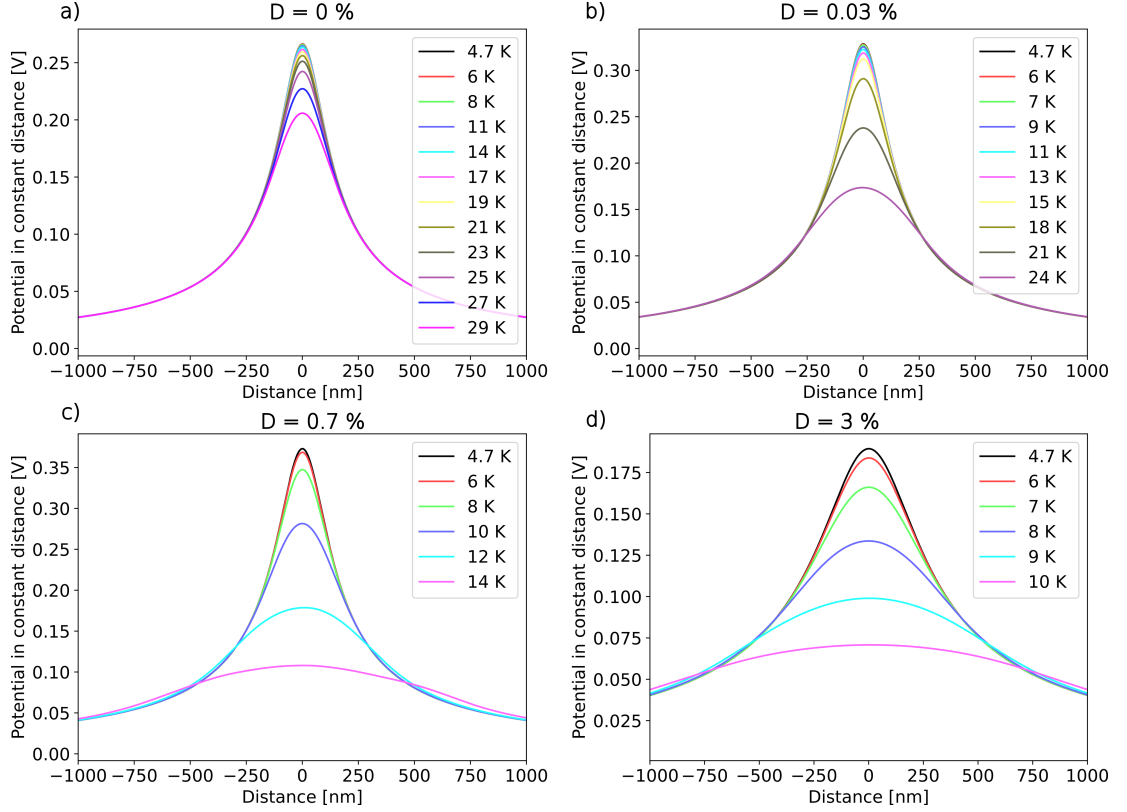 a)
D = 0 %
Potential in constant distance [V]
0.25
0.20
0.15
0.10
0.05
0.00
4.7 K
6 K
8 K
11 K
14 K
17 K
19 K
21 K
23 K
25 K
27 K
29 K
−1000 −750 −500 −250 0 250 500 750 1000
Distance [nm]
b)
D = 0.03 %
Potential in constant distance [V]
0.30
0.25
0.20
0.15
0.10
0.05
0.00
4.7 K
6 K
7 K
9 K
11 K
13 K
15 K
18 K
21 K
24 K
−1000 −750 −500 −250 0 250 500 750 1000
Distance [nm]
c)
D = 0.7 %
Potential in constant distance [V]
0.35
0.30
0.25
0.20
0.15
0.10
0.05
0.00
4.7 K
6 K
8 K
10 K
12 K
14 K
−1000 −750 −500 −250 0 250 500 750 1000
Distance [nm]
d)
D = 3 %
Potential in constant distance [V]
0.175
0.150
0.125
0.100
0.075
0.050
0.025
4.7 K
6 K
7 K
8 K
9 K
10 K
−1000 −750 −500 −250 0 250 500 750 1000
Distance [nm]